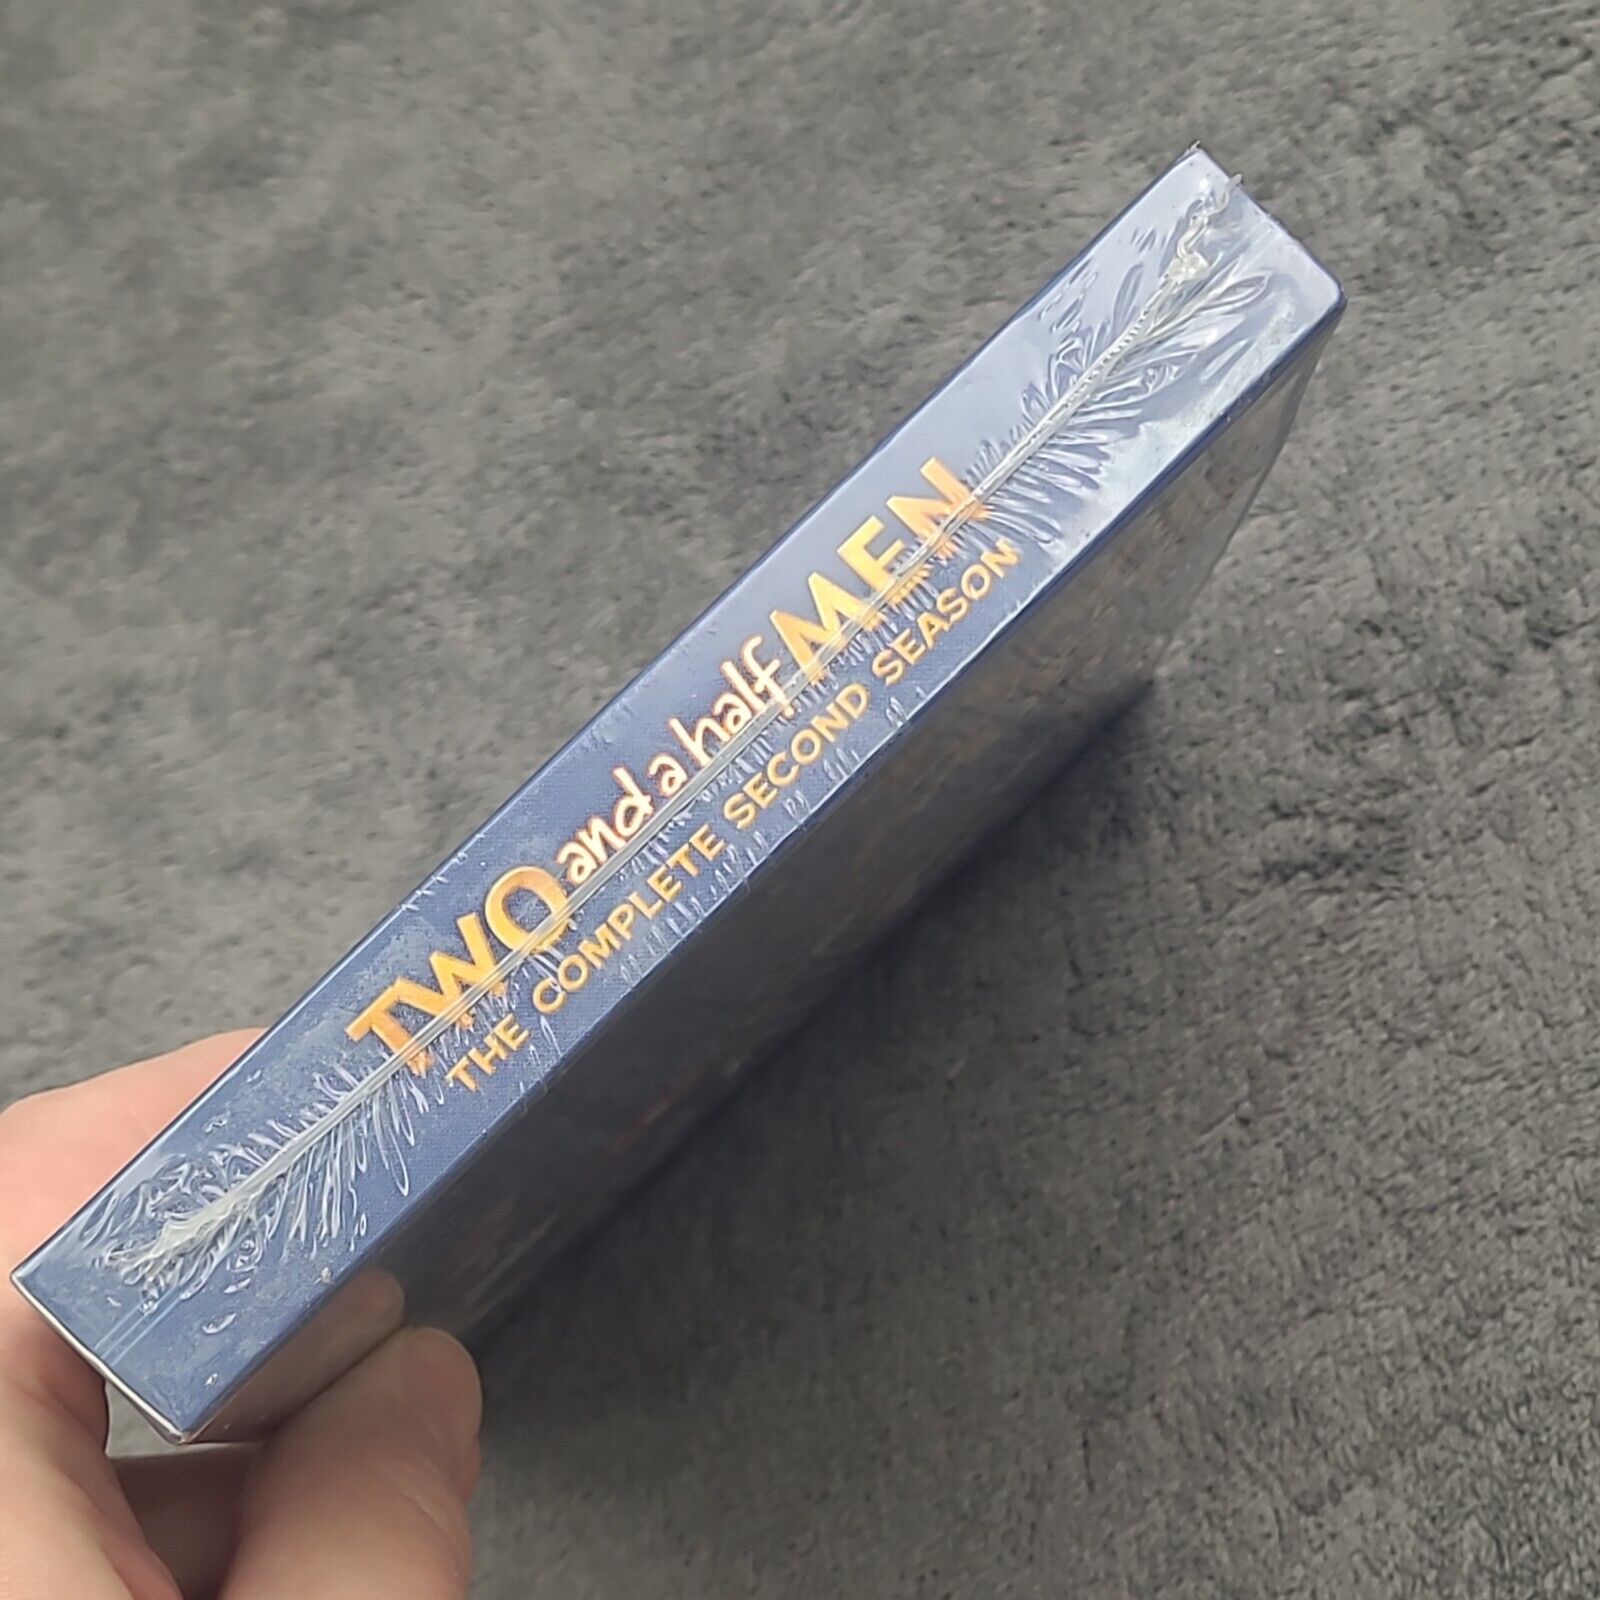 TWO and a half MEN
THE COMPLETE SECOND SEASON